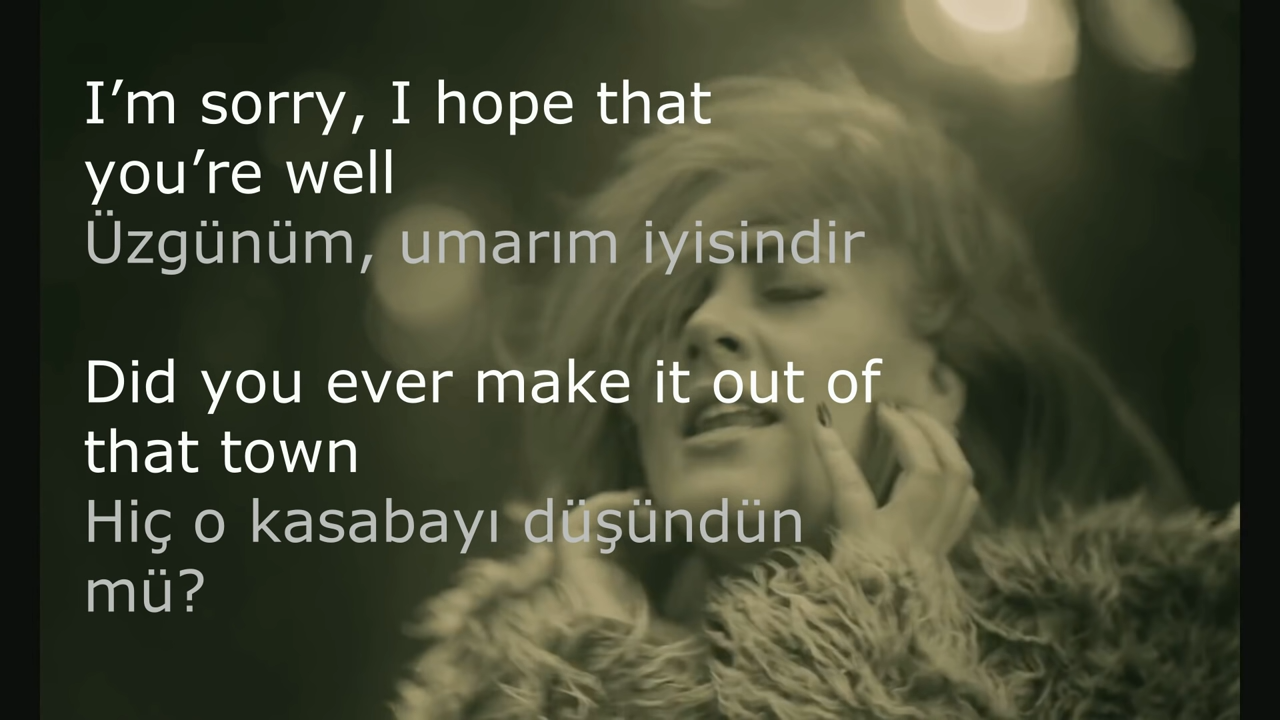 I’m sorry, I hope that
you’re well
Üzgünüm, umarım iyisindir
Did you ever make it out of
that town
Hiç o kasabayı düşündün
mü?